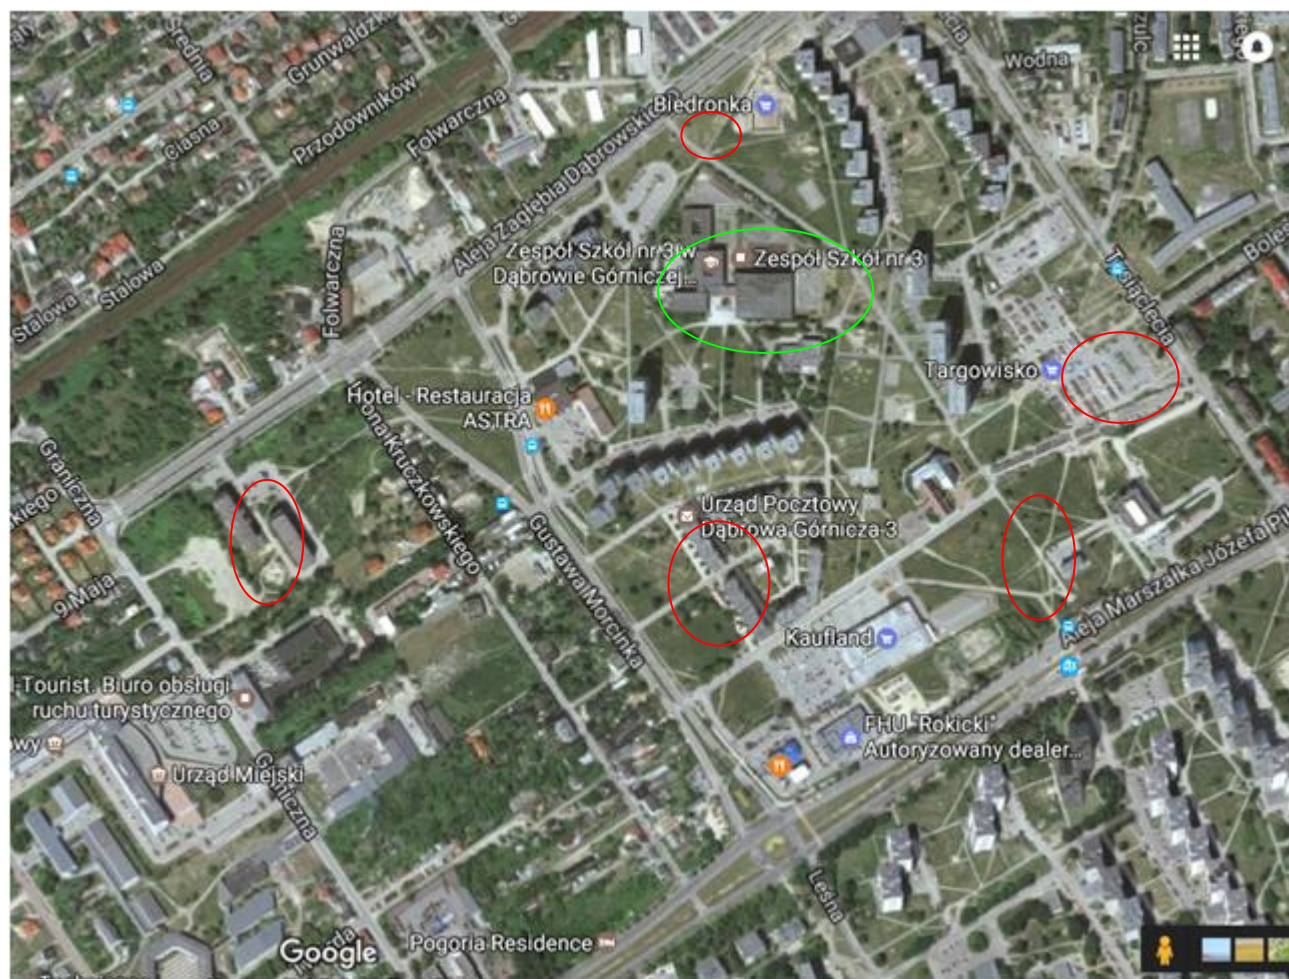 Średnia
Grunwaldzka
Wodna
Biedronka
Ciasna
Przodowników
Folwarczna
Aleja Zagłębia Dąbrowskiego
Zespół Szkół nr 3 w
Dąbrowie Górniczej...
Zespół Szkół nr 3
Tysiąclecia
Stalowa
Stalowa
Folwarczna
Targowisko
Hotel - Restauracja
ASTRA
Leona Kruczkowskiego
Graniczna
Urząd Pocztowy
Dąbrowa Górnicza 3
9 Maja
Gustawa Morcinka
Aleja Marszałka Józefa Pił
Kaufland
-Tourist. Biuro obsługi
ruchu turystycznego
FHU "Rokicki"
Autoryzowany dealer...
Urząd Miejski
Graniczna
Leśna
Google
Pogoria Residence